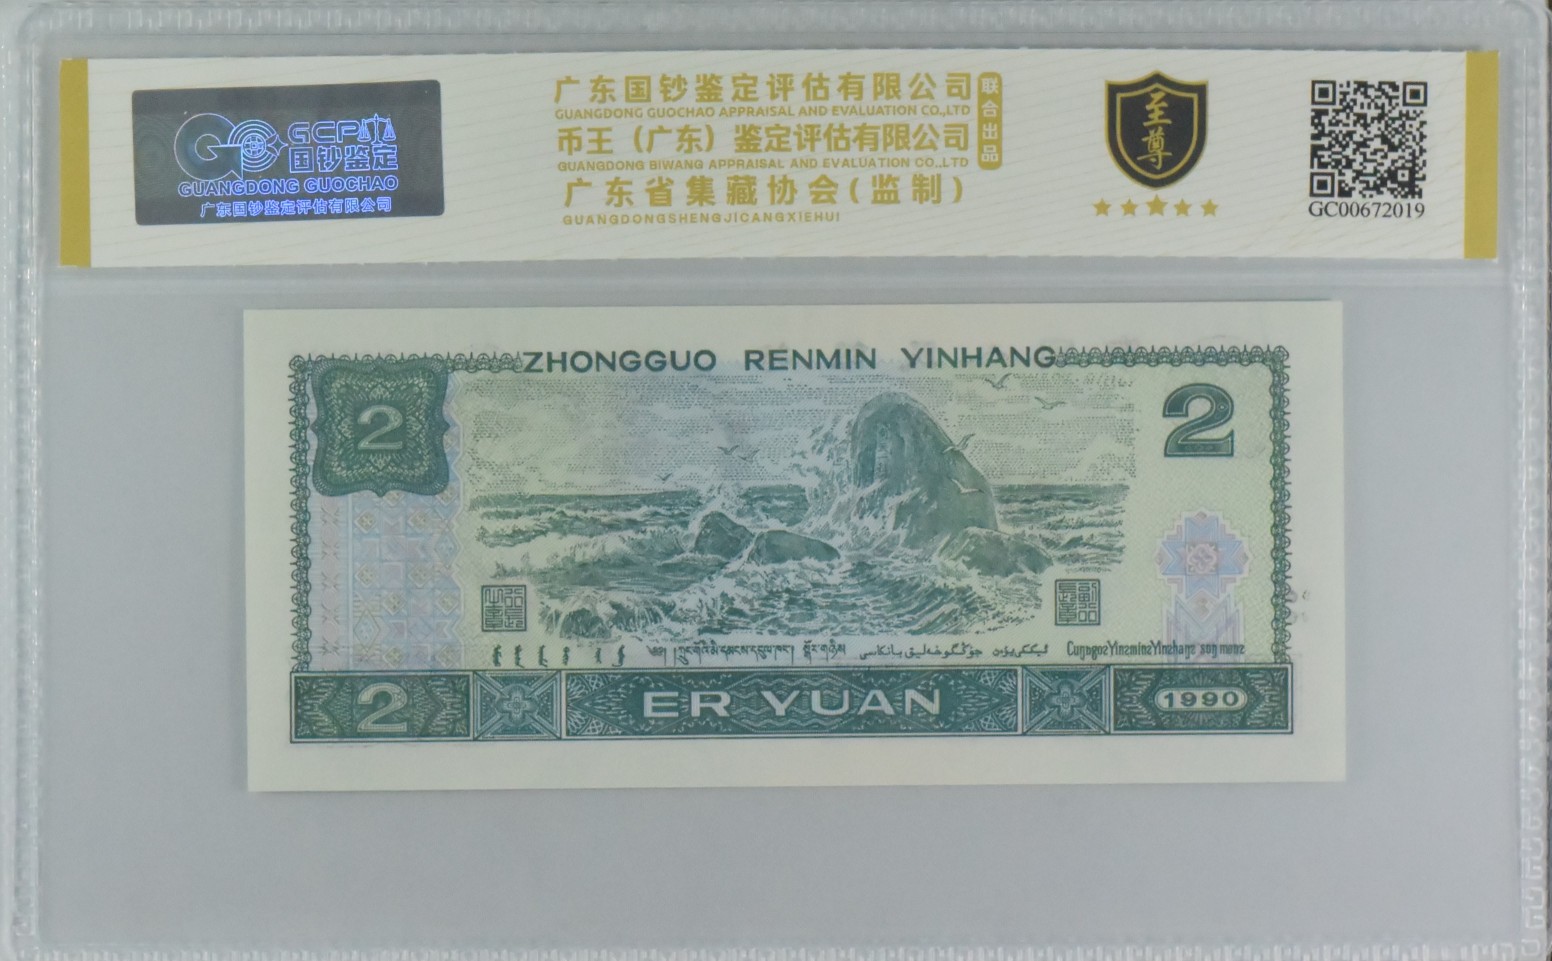 GCP
国钞鉴定
GUANGDONG GUOCHAO
广东国钞鉴定评估有限公司
广东国钞鉴定评估有限公司
GUANGDONG GUOCHAO APPRAISAL AND EVALUATION CO.,LTD
币王（广东）鉴定评估有限公司
GUANGDONG BIWANG APPRAISAL AND EVALUATION CO.,LTD
联合出品
广东省集藏协会(监制)
GUANGDONGSHENGJICANGXIEHUI
至尊
GC00672019
ZHONGGUO RENMIN YINHANG
2
2
2
ER YUAN
1990